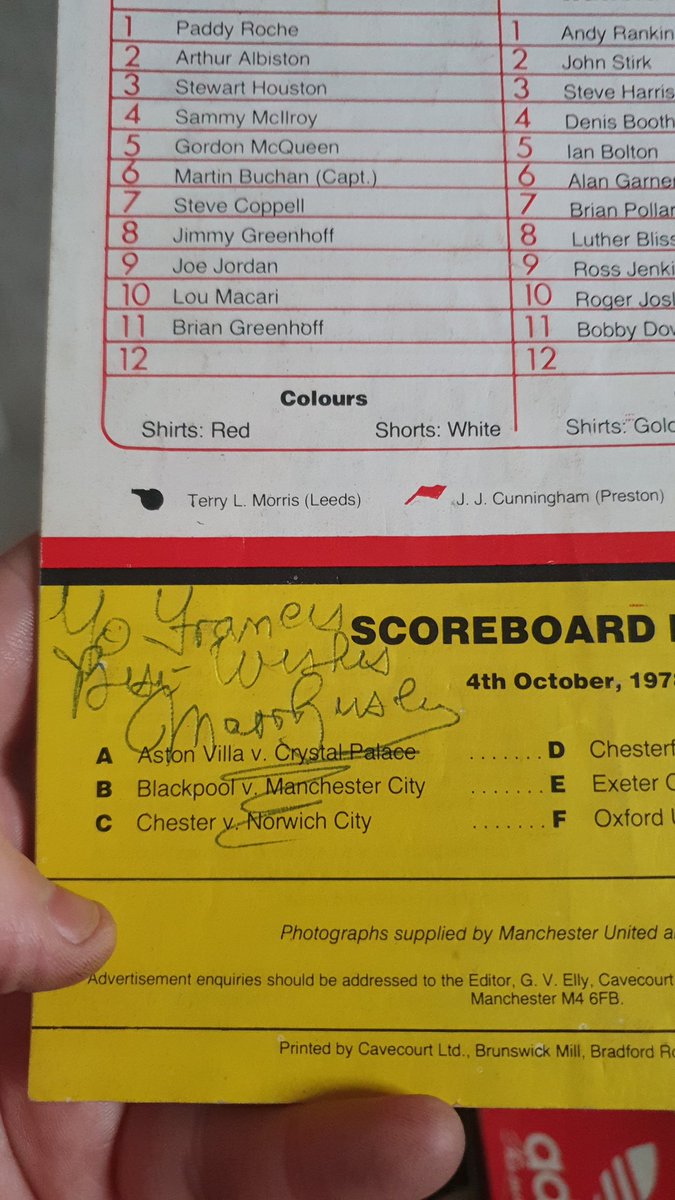 1 Paddy Roche 1 Andy Rankin
2 Arthur Albiston 2 John Stirk
3 Stewart Houston 3 Steve Harris
4 Sammy McIlroy 4 Denis Booth
5 Gordon McQueen 5 Ian Bolton
6 Martin Buchan (Capt.) 6 Alan Garner
7 Steve Coppell 7 Brian Pollar
8 Jimmy Greenhoff 8 Luther Bliss
9 Joe Jordan 9 Ross Jenki
10 Lou Macari 10 Roger Josl
11 Brian Greenhoff 11 Bobby Dow
12 12
Colours
Shirts: Red Shorts: White Shirts: Gold
Terry L. Morris (Leeds) J. J. Cunningham (Preston)
To Francis
Best Wishes
Matt Busby
SCOREBOARD
4th October, 1978
A Aston Villa v. Crystal Palace ....... D Chesterf
B Blackpool v. Manchester City ....... E Exeter C
C Chester v. Norwich City ....... F Oxford U
Photographs supplied by Manchester United a
Advertisement enquiries should be addressed to the Editor, G. V. Elly, Cavecourt
Manchester M4 6FB.
Printed by Cavecourt Ltd., Brunswick Mill, Bradford Ro